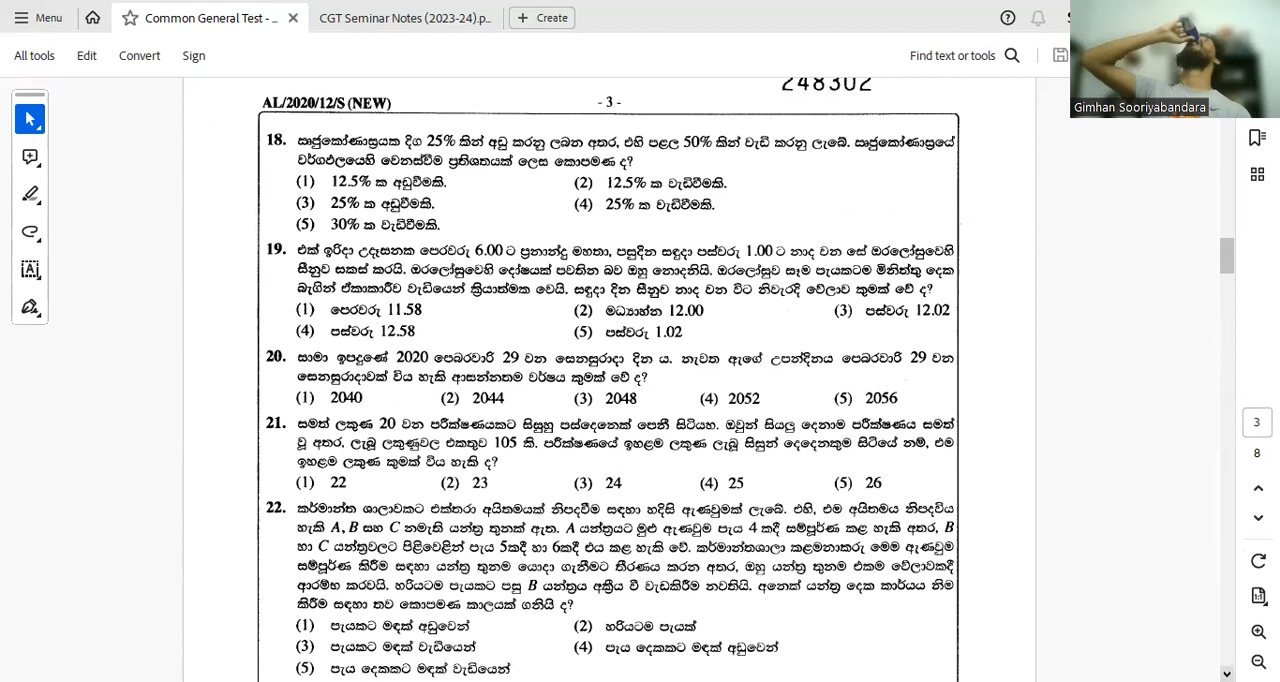 Menu
Common General Test - ...
CGT Seminar Notes (2023-24).p...
Create
All tools
Edit
Convert
Sign
Find text or tools
Gimhan Sooriyabandara
248302
AL/2020/12/S (NEW)
- 3 -
18. සෘජුකෝණාස්‍රයක දිග 25% කින් අඩු කරනු ලබන අතර, එහි පළල 50% කින් වැඩි කරනු ලැබේ. සෘජුකෝණාස්‍රයේ
වර්ගඵලයෙහි වෙනස්වීම ප්‍රතිශතයක් ලෙස කොපමණ ද?
(1) 12.5% ක අඩුවීමකි. (2) 12.5% ක වැඩිවීමකි.
(3) 25% ක අඩුවීමකි. (4) 25% ක වැඩිවීමකි.
(5) 30% ක වැඩිවීමකි.
19. එක් ඉරිදා උදෑසනක පෙරවරු 6.00 ට ප්‍රනාන්දු මහතා, පසුදින සඳුදා පස්වරු 1.00 ට නාද වන සේ ඔරලෝසුවෙහි
සීනුව සකස් කරයි. ඔරලෝසුවෙහි දෝෂයක් පවතින බව ඔහු නොදනියි. ඔරලෝසුව සෑම පැයකටම මිනිත්තු දෙක
බැගින් ඒකාකාරීව වැඩියෙන් ක්‍රියාත්මක වෙයි. සඳුදා දින සීනුව නාද වන විට නිවැරදි වේලාව කුමක් වේ ද?
(1) පෙරවරු 11.58 (2) මධ්‍යාහ්න 12.00 (3) පස්වරු 12.02
(4) පස්වරු 12.58 (5) පස්වරු 1.02
20. සාමා ඉපදුණේ 2020 පෙබරවාරි 29 වන සෙනසුරාදා දින ය. නැවත ඇගේ උපන්දිනය පෙබරවාරි 29 වන
සෙනසුරාදාවක් විය හැකි ආසන්නතම වර්ෂය කුමක් වේ ද?
(1) 2040 (2) 2044 (3) 2048 (4) 2052 (5) 2056
21. සමත් ලකුණ 20 වන පරීක්ෂණයකට සිසුහු පස්දෙනෙක් පෙනී සිටියහ. ඔවුන් සියලු දෙනාම පරීක්ෂණය සමත්
වූ අතර, ලැබූ ලකුණුවල එකතුව 105 කි. පරීක්ෂණයේ ඉහළම ලකුණ ලැබූ සිසුන් දෙදෙනකුම සිටියේ නම්, එම
ඉහළම ලකුණ කුමක් විය හැකි ද?
(1) 22 (2) 23 (3) 24 (4) 25 (5) 26
22. කර්මාන්ත ශාලාවකට එක්තරා අයිතමයක් නිපදවීම සඳහා හදිසි ඇණවුමක් ලැබේ. එහි, එම අයිතමය නිපදවිය
හැකි A, B සහ C නමැති යන්ත්‍ර තුනක් ඇත. A යන්ත්‍රයට මුළු ඇණවුම පැය 4 කදී සම්පූර්ණ කළ හැකි අතර, B
හා C යන්ත්‍රවලට පිළිවෙළින් පැය 5කදී හා 6කදී එය කළ හැකි වේ. කර්මාන්තශාලා කළමනාකරු මෙම ඇණවුම
සම්පූර්ණ කිරීම සඳහා යන්ත්‍ර තුනම යොදා ගැනීමට තීරණය කරන අතර, ඔහු යන්ත්‍ර තුනම එකම වේලාවකදී
ආරම්භ කරවයි. හරියටම පැයකට පසු B යන්ත්‍රය අක්‍රීය වී වැඩකිරීම නවතියි. අනෙක් යන්ත්‍ර දෙක කාර්යය නිම
කිරීම සඳහා තව කොපමණ කාලයක් ගනියි ද?
(1) පැයකට මඳක් අඩුවෙන් (2) හරියටම පැයක්
(3) පැයකට මඳක් වැඩියෙන් (4) පැය දෙකකට මඳක් අඩුවෙන්
(5) පැය දෙකකට මඳක් වැඩියෙන්
3
8